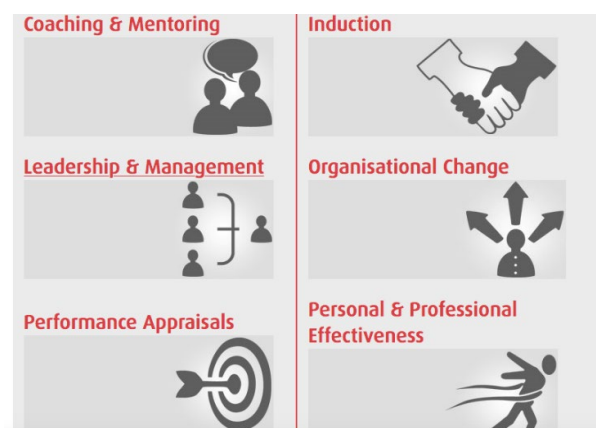 Coaching & Mentoring
Induction
Leadership & Management
Organisational Change
Performance Appraisals
Personal & Professional
Effectiveness